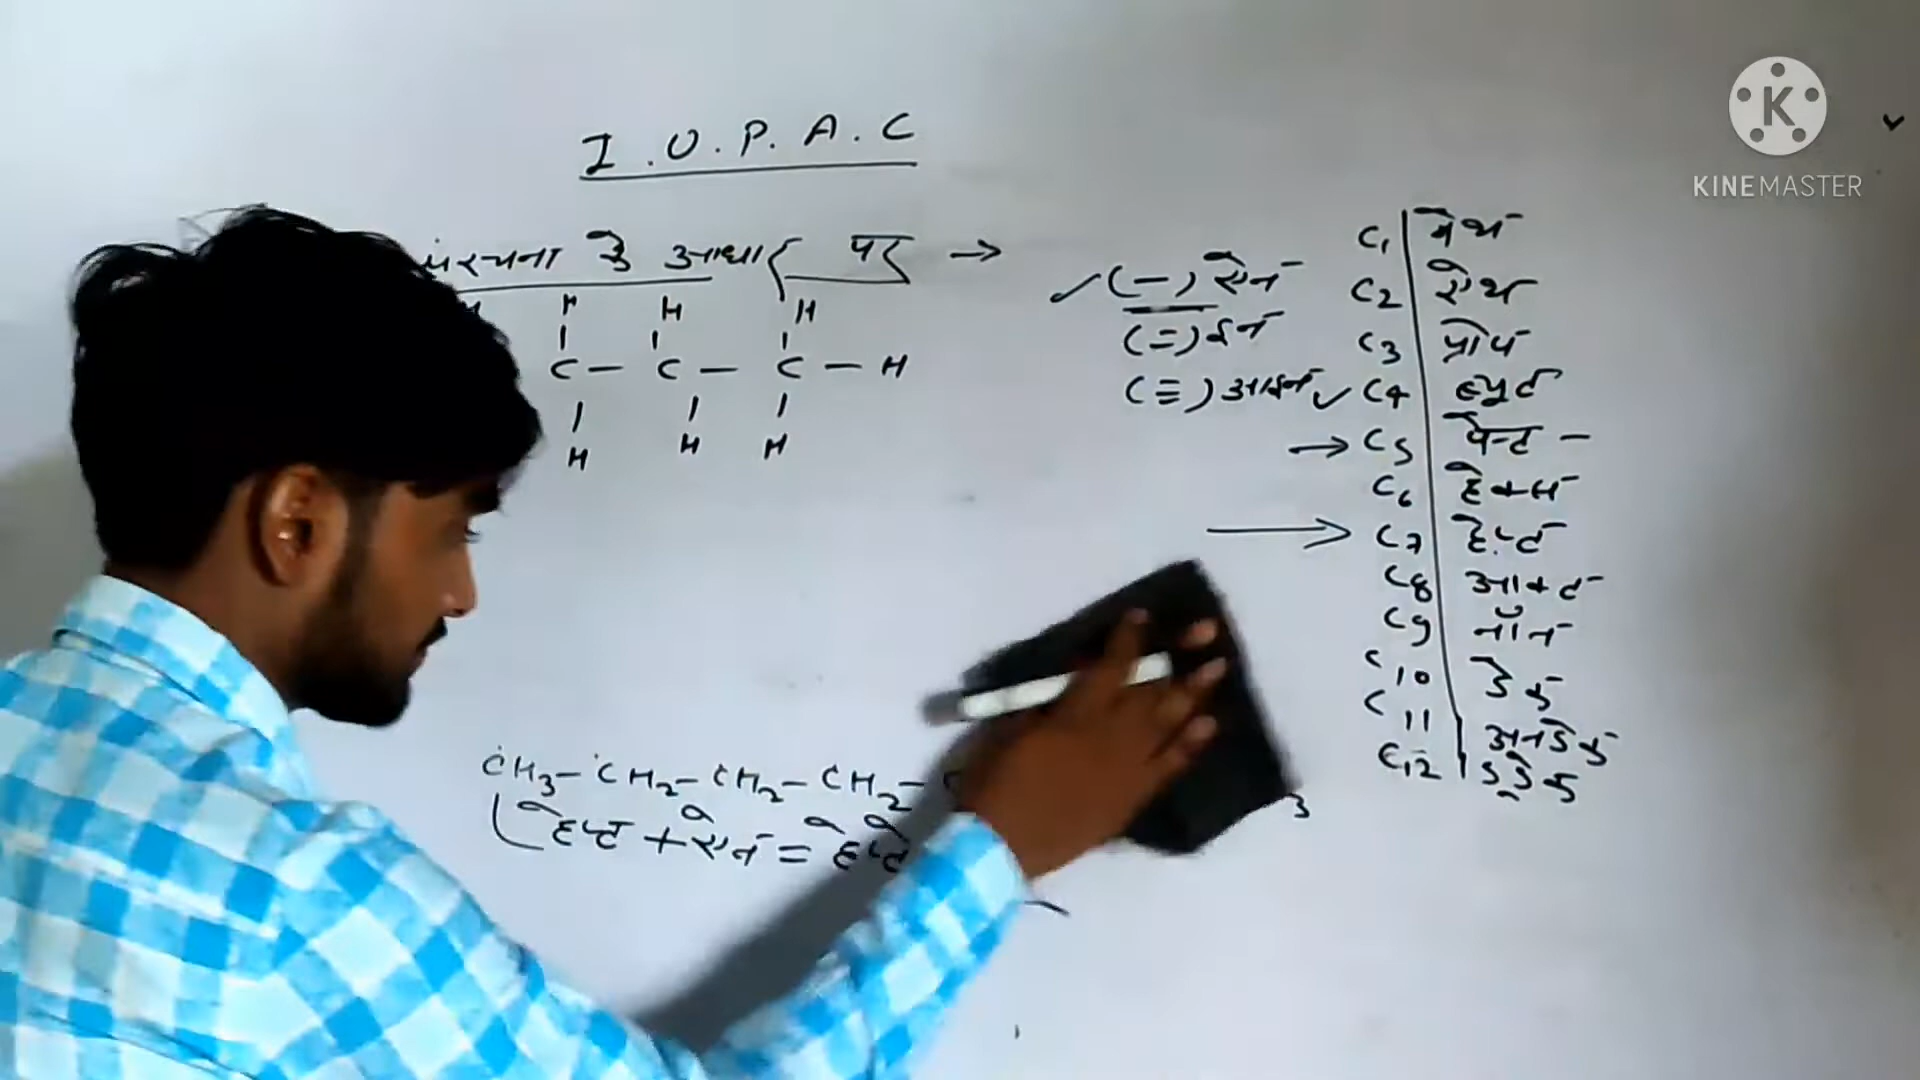 I.U.P.A.C
संरचना के आधार पर →
H H H
C — C — C — H
H H H
✓ (—) ऐन
(=) ईन
(≡) आईन ✓
C1 मेथ
C2 ऐथ
C3 प्रोप
C4 ब्युट
→ C5 पेन्ट —
C6 हेक्स
→ C7 हेप्ट
C8 आक्ट
C9 नॉन
C10 डेक
C11 अनडेक
C12 डुडेक
CH3 — CH2 — CH2 — CH2 — 3
हेप्ट + ऐन = हेप्टे
KINEMASTER